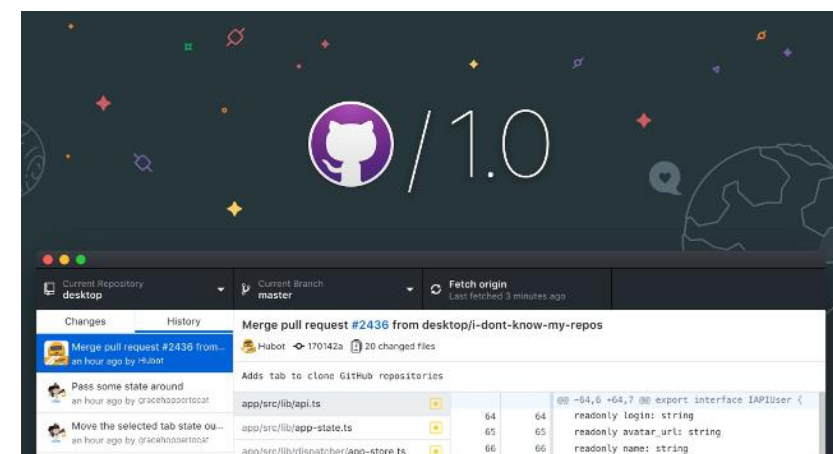 / 1.0
Current Repository
desktop
Current Branch
master
Fetch origin
Last fetched 3 minutes ago
Changes
History
Merge pull request #2436 from...
an hour ago by Hubot
Pass some state around
an hour ago by gracehoppertocat
Move the selected tab state ou...
an hour ago by gracehoppertocat
Merge pull request #2436 from desktop/i-dont-know-my-repos
Hubot 170142a 20 changed files
Adds tab to clone GitHub repositories
app/src/lib/api.ts
app/src/lib/app-state.ts
app/src/lib/dispatcher/app-store.ts
@@ -64,6 +64,7 @@ export interface IAPIUser {
64 64 readonly login: string
65 65 readonly avatar_url: string
66 66 readonly name: string